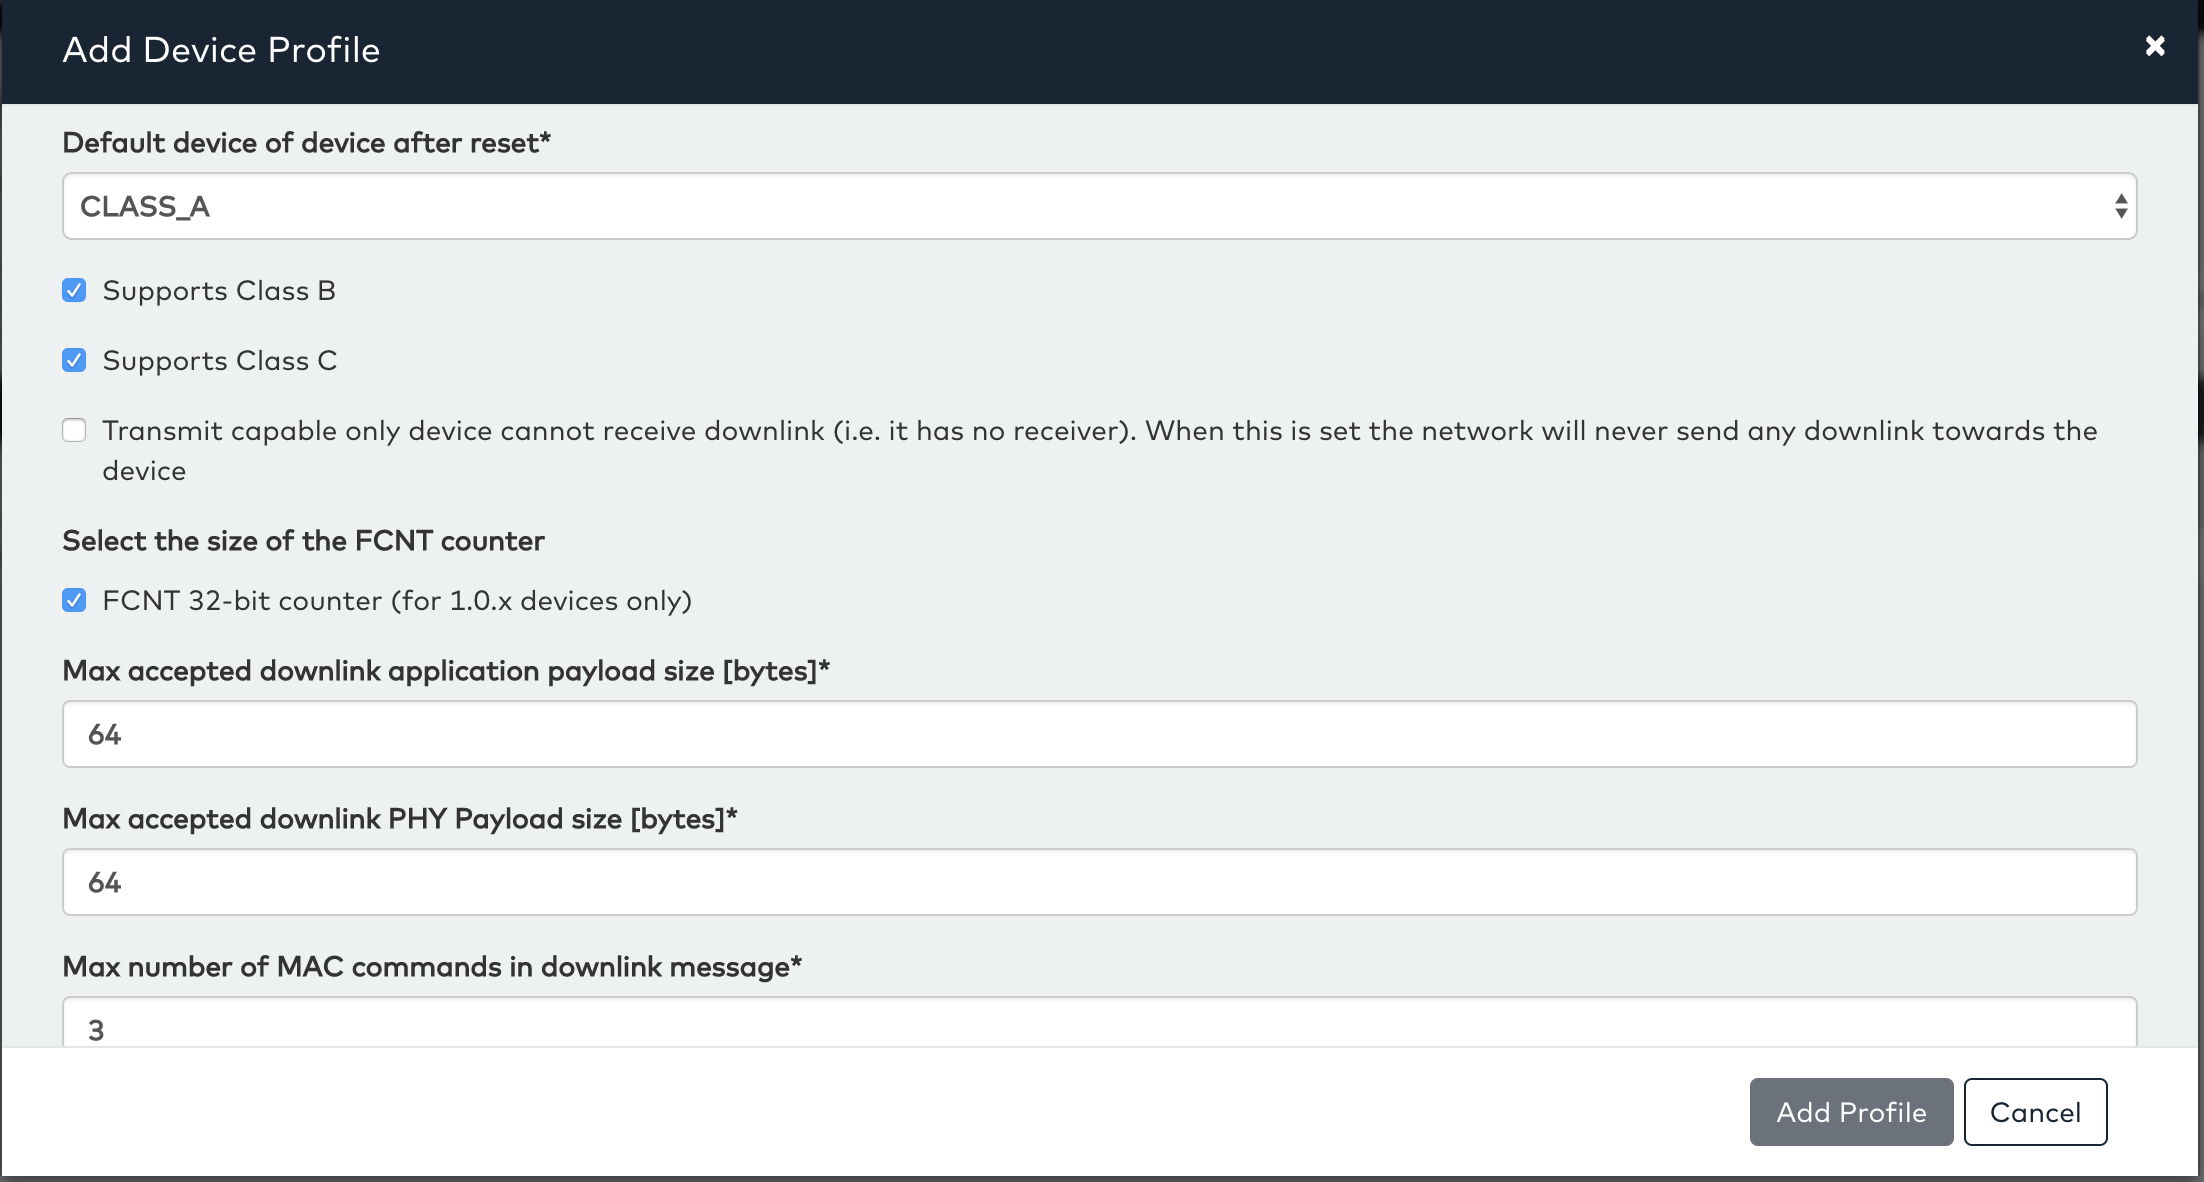 Add Device Profile
Default device of device after reset*
CLASS_A
Supports Class B
Supports Class C
Transmit capable only device cannot receive downlink (i.e. it has no receiver). When this is set the network will never send any downlink towards the
device
Select the size of the FCNT counter
FCNT 32-bit counter (for 1.0.x devices only)
Max accepted downlink application payload size [bytes]*
64
Max accepted downlink PHY Payload size [bytes]*
64
Max number of MAC commands in downlink message*
3
Add Profile
Cancel